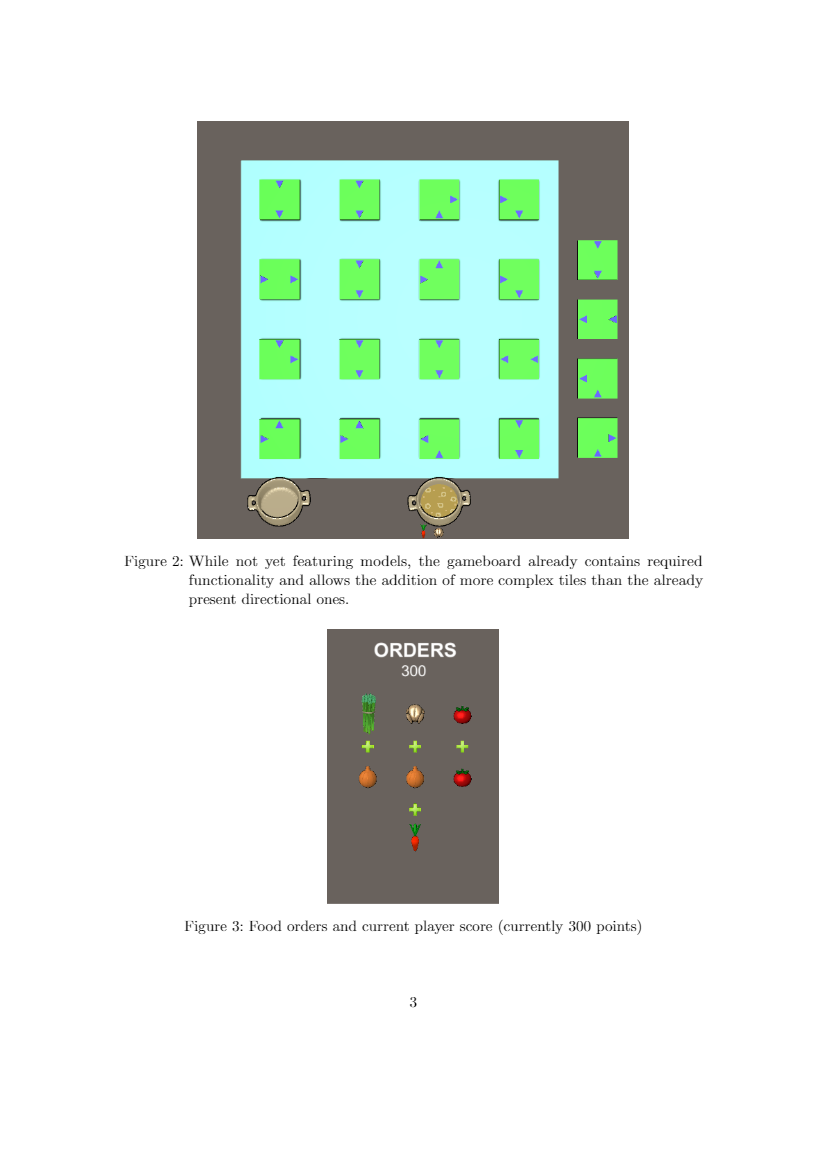 Figure 2: While not yet featuring models, the gameboard already contains required
functionality and allows the addition of more complex tiles than the already
present directional ones.
ORDERS
300
Figure 3: Food orders and current player score (currently 300 points)
3